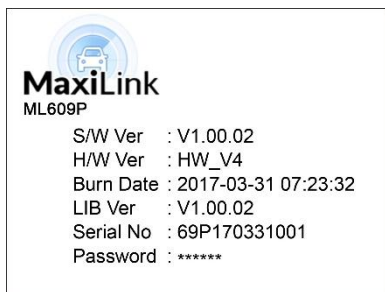 MaxiLink
ML609P
S/W Ver : V1.00.02
H/W Ver : HW_V4
Burn Date : 2017-03-31 07:23:32
LIB Ver : V1.00.02
Serial No : 69P170331001
Password : ******